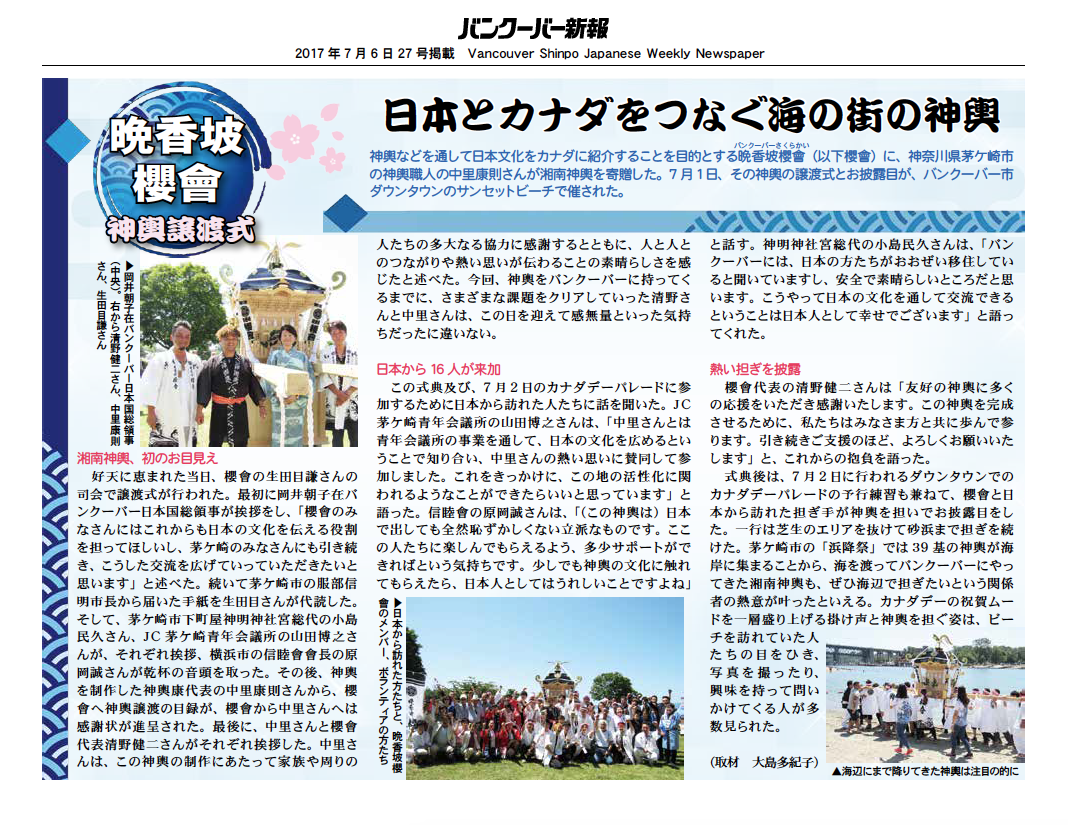 バンクーバー新報
2017年7月6日27号掲載 Vancouver Shinpo Japanese Weekly Newspaper
晩香坡
櫻會
神輿譲渡式
日本とカナダをつなぐ海の街の神輿
バンクーバーさくらかい
神輿などを通して日本文化をカナダに紹介することを目的とする晩香坡櫻會（以下櫻會）に、神奈川県茅ケ崎市
の神輿職人の中里康則さんが湘南神輿を寄贈した。7月1日、その神輿の譲渡式とお披露目が、バンクーバー市
ダウンタウンのサンセットビーチで催された。
▶岡井朝子在バンクーバー日本国総領事
（中央）。右から清野健二さん、中里康則
さん、生田目謙さん
湘南神輿、初のお目見え
好天に恵まれた当日、櫻會の生田目謙さんの
司会で譲渡式が行われた。最初に岡井朝子在バ
ンクーバー日本国総領事が挨拶をし、「櫻會のみ
なさんにはこれからも日本の文化を伝える役割
を担ってほしいし、茅ケ崎のみなさんにも引き続
き、こうした交流を広げていっていただきたいと
思います」と述べた。続いて茅ケ崎市の服部信
明市長から届いた手紙を生田目さんが代読した。
そして、茅ケ崎市下町屋神明神社宮総代の小島
民久さん、JC茅ケ崎青年会議所の山田博之さ
んが、それぞれ挨拶、横浜市の信睦會會長の原
岡誠さんが乾杯の音頭を取った。その後、神輿
を制作した神輿康代表の中里康則さんから、櫻
會へ神輿譲渡の目録が、櫻會から中里さんへは
感謝状が進呈された。最後に、中里さんと櫻會
代表清野健二さんがそれぞれ挨拶した。中里さ
んは、この神輿の制作にあたって家族や周りの
人たちの多大なる協力に感謝するとともに、人と人と
のつながりや熱い思いが伝わることの素晴らしさを感
じたと述べた。今回、神輿をバンクーバーに持ってく
るまでに、さまざまな課題をクリアしていった清野さ
んと中里さんは、この日を迎えて感無量といった気持
ちだったに違いない。
日本から16人が来加
この式典及び、7月2日のカナダデーパレードに参
加するために日本から訪れた人たちに話を聞いた。JC
茅ケ崎青年会議所の山田博之さんは、「中里さんとは
青年会議所の事業を通して、日本の文化を広めるとい
うことで知り合い、中里さんの熱い思いに賛同して参
加しました。これをきっかけに、この地の活性化に関
われるようなことができたらいいと思っています」と
語った。信睦會の原岡誠さんは、「（この神輿は）日本
で出しても全然恥ずかしくない立派なものです。ここ
の人たちに楽しんでもらえるよう、多少サポートがで
きればという気持ちです。少しでも神輿の文化に触れ
てもらえたら、日本人としてはうれしいことですよね」
▶日本から訪れた方たちと、晩香坡櫻
會のメンバー、ボランティアの方たち
と話す。神明神社宮総代の小島民久さんは、「バン
クーバーには、日本の方たちがおおぜい移住してい
ると聞いていますし、安全で素晴らしいところだと思
います。こうやって日本の文化を通して交流できる
ということは日本人として幸せでございます」と語っ
てくれた。
熱い担ぎを披露
櫻會代表の清野健二さんは「友好の神輿に多く
の応援をいただき感謝いたします。この神輿を完成
させるために、私たちはみなさま方と共に歩んで参
ります。引き続きご支援のほど、よろしくお願いいた
します」と、これからの抱負を語った。
式典後は、7月2日に行われるダウンタウンでの
カナダデーパレードの予行練習も兼ねて、櫻會と日
本から訪れた担ぎ手が神輿を担いでお披露目をし
た。一行は芝生のエリアを抜けて砂浜まで担ぎを続
けた。茅ケ崎市の「浜降祭」では39基の神輿が海
岸に集まることから、海を渡ってバンクーバーにやっ
てきた湘南神輿も、ぜひ海辺で担ぎたいという関係
者の熱意が叶ったといえる。カナダデーの祝賀ムー
ドを一層盛り上げる掛け声と神輿を担ぐ姿は、ビー
チを訪れていた人
たちの目をひき、
写真を撮ったり、
興味を持って問い
かけてくる人が多
数見られた。
（取材 大島多紀子）
▲海辺にまで降りてきた神輿は注目の的に